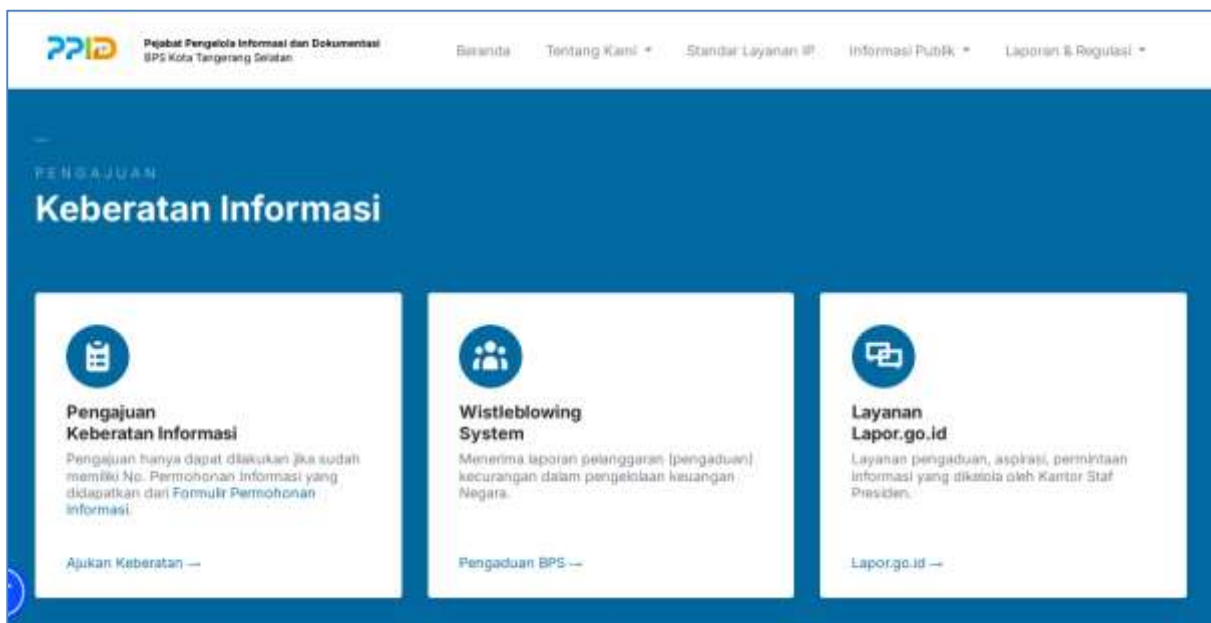 PPID
Pejabat Pengelola Informasi dan Dokumentasi
BPS Kota Tangerang Selatan
Beranda
Tentang Kami
Standar Layanan IP
Informasi Publik
Laporan & Regulasi
PENGAJUAN
Keberatan Informasi
Pengajuan
Keberatan Informasi
Pengajuan hanya dapat dilakukan jika sudah
memiliki No. Permohonan Informasi yang
didapatkan dari Formulir Permohonan
Informasi.
Ajukan Keberatan →
Wistleblowing
System
Menerima laporan pelanggaran (pengaduan)
kecurangan dalam pengelolaan keuangan
Negara.
Pengaduan BPS →
Layanan
Lapor.go.id
Layanan pengaduan, aspirasi, permintaan
informasi yang dikelola oleh Kantor Staf
Presiden.
Lapor.go.id →